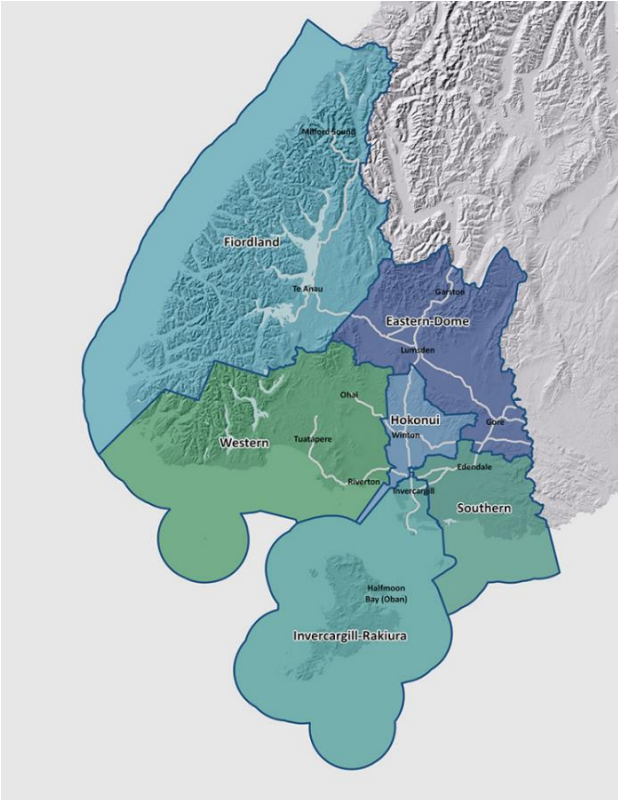 Milford Sound
Fiordland
Te Anau
Garston
Eastern-Dome
Lumsden
Ohai
Hokonui
Gore
Winton
Western
Tuatapere
Edendale
Riverton
Invercargill
Southern
Halfmoon
Bay (Oban)
Invercargill-Rakiura